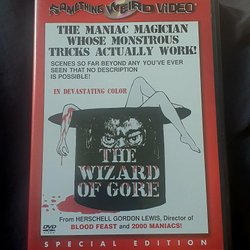 SOMETHING WEIRD VIDEO
THE MANIAC MAGICIAN
WHOSE MONSTROUS
TRICKS ACTUALLY WORK!
SCENES SO FAR BEYOND ANY YOU'VE EVER
SEEN THAT NO DESCRIPTION
IS POSSIBLE!
IN DEVASTATING COLOR
THE
WIZARD
OF GORE
DVD
VIDEO
From HERSCHELL GORDON LEWIS, Director of
BLOOD FEAST and 2000 MANIACS!
SPECIAL EDITION